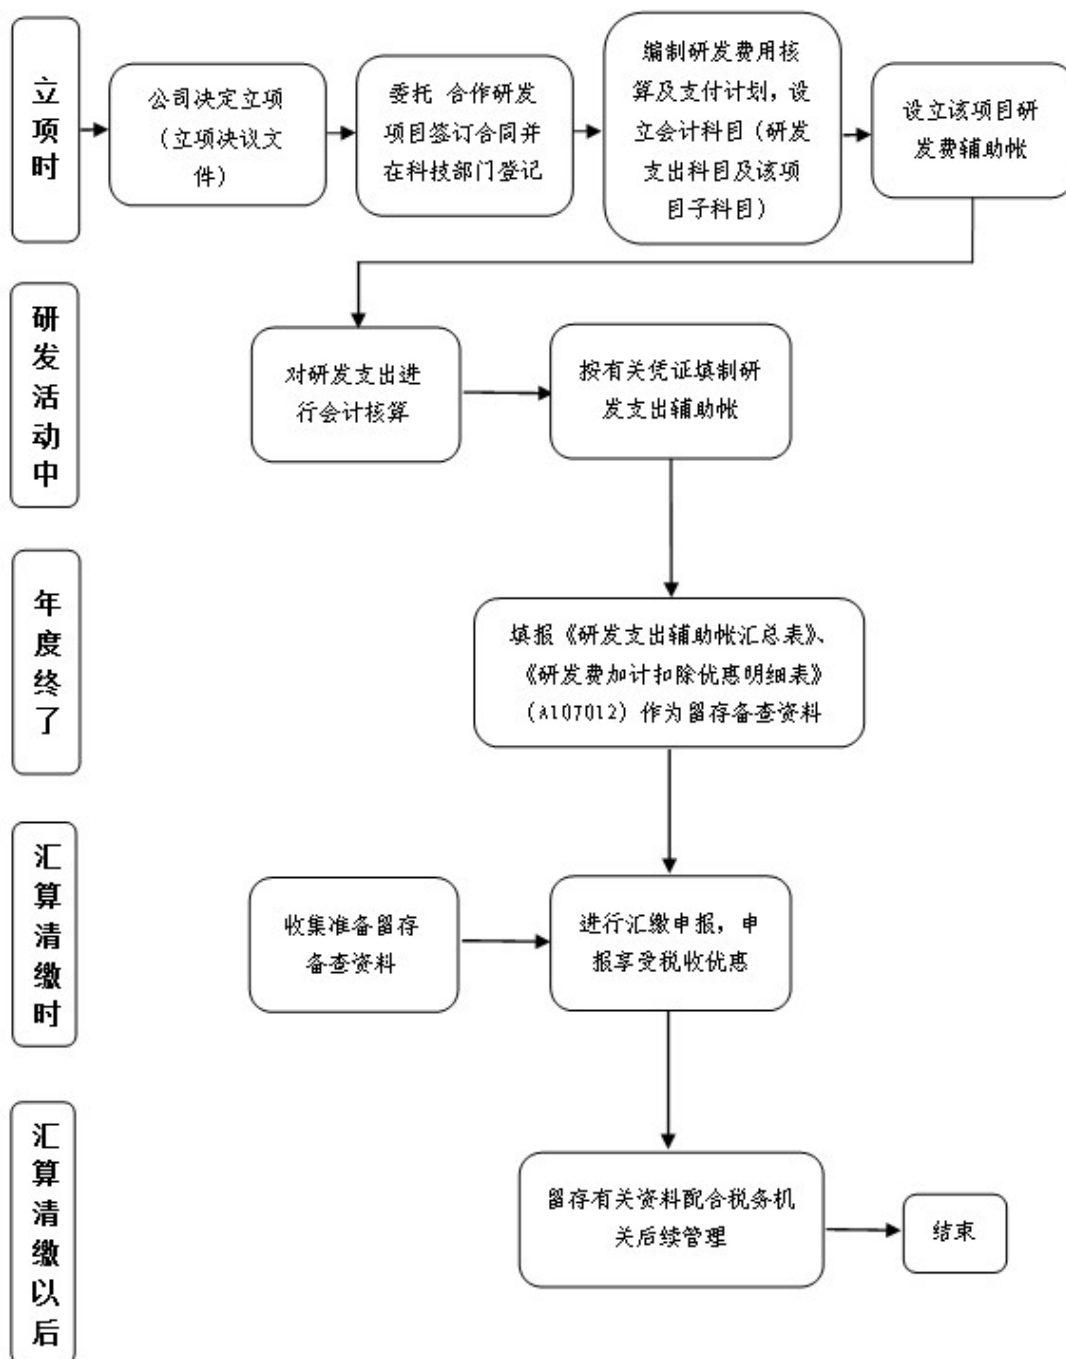 立项时
公司决定立项
（立项决议文
件）
委托 合作研发
项目签订合同并
在科技部门登记
编制研发费用核
算及支付计划，设
立会计科目（研发
支出科目及该项
目子科目）
设立该项目研
发费辅助帐
研发活动中
对研发支出进
行会计核算
按有关凭证填制研
发支出辅助帐
年度终了
填报《研发支出辅助帐汇总表》、
《研发费加计扣除优惠明细表》
（A107012）作为留存备查资料
汇算清缴时
收集准备留存
备查资料
进行汇缴申报，申
报享受税收优惠
汇算清缴以后
留存有关资料配合税务机
关后续管理
结束